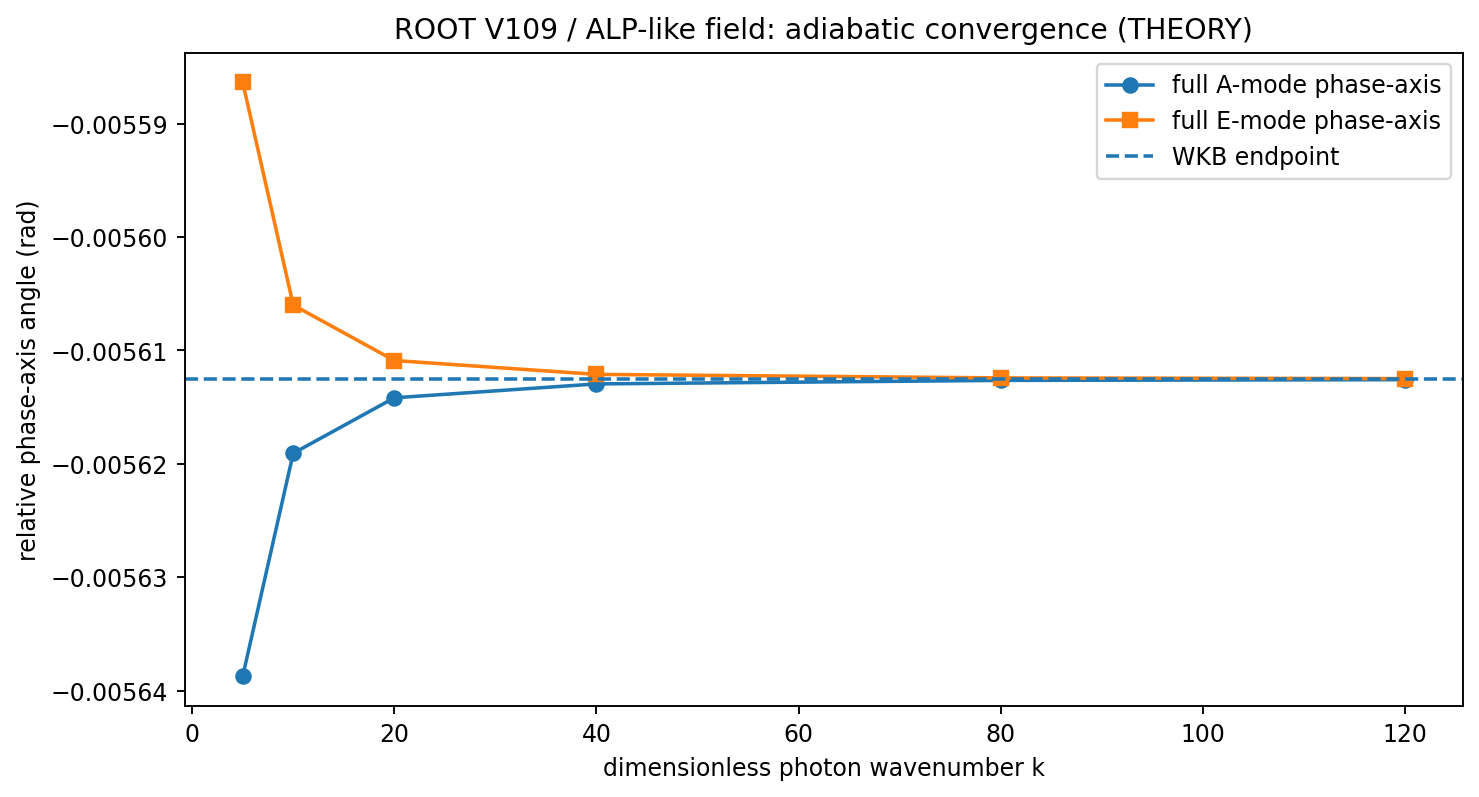 ROOT V109 / ALP-like field: adiabatic convergence (THEORY)
full A-mode phase-axis
full E-mode phase-axis
WKB endpoint
relative phase-axis angle (rad)
−0.00559
−0.00560
−0.00561
−0.00562
−0.00563
−0.00564
0 20 40 60 80 100 120
dimensionless photon wavenumber k